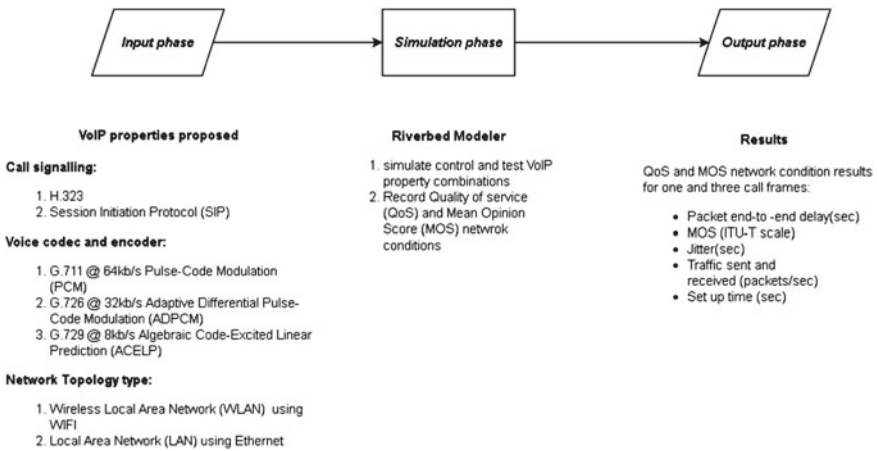 Input phase
Simulation phase
Output phase
VoIP properties proposed
Call signalling:
1. H.323
2. Session Initiation Protocol (SIP)
Voice codec and encoder:
1. G.711 @ 64kb/s Pulse-Code Modulation
(PCM)
2. G.726 @ 32kb/s Adaptive Differential Pulse-
Code Modulation (ADPCM)
3. G.729 @ 8kb/s Algebraic Code-Excited Linear
Prediction (ACELP)
Network Topology type:
1. Wireless Local Area Network (WLAN) using
WIFI
2. Local Area Network (LAN) using Ethernet
Riverbed Modeler
1. simulate control and test VoIP
property combinations
2. Record Quality of service
(QoS) and Mean Opinion
Score (MOS) netwrok
conditions
Results
QoS and MOS network condition results
for one and three call frames:
• Packet end-to -end delay(sec)
• MOS (ITU-T scale)
• Jitter(sec)
• Traffic sent and
received (packets/sec)
• Set up time (sec)